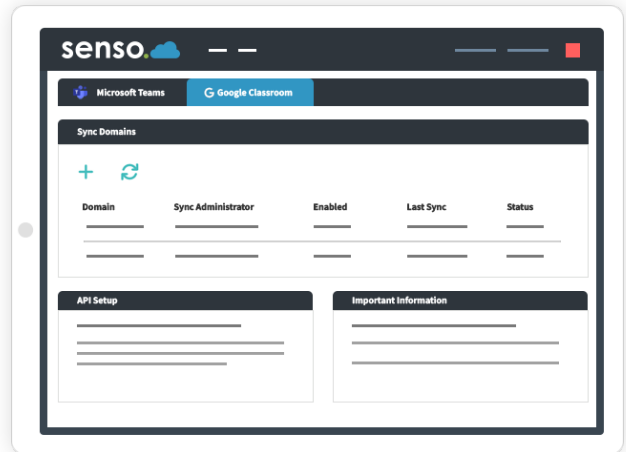 senso.
Microsoft Teams Google Classroom
Sync Domains
Domain Sync Administrator Enabled Last Sync Status
API Setup Important Information